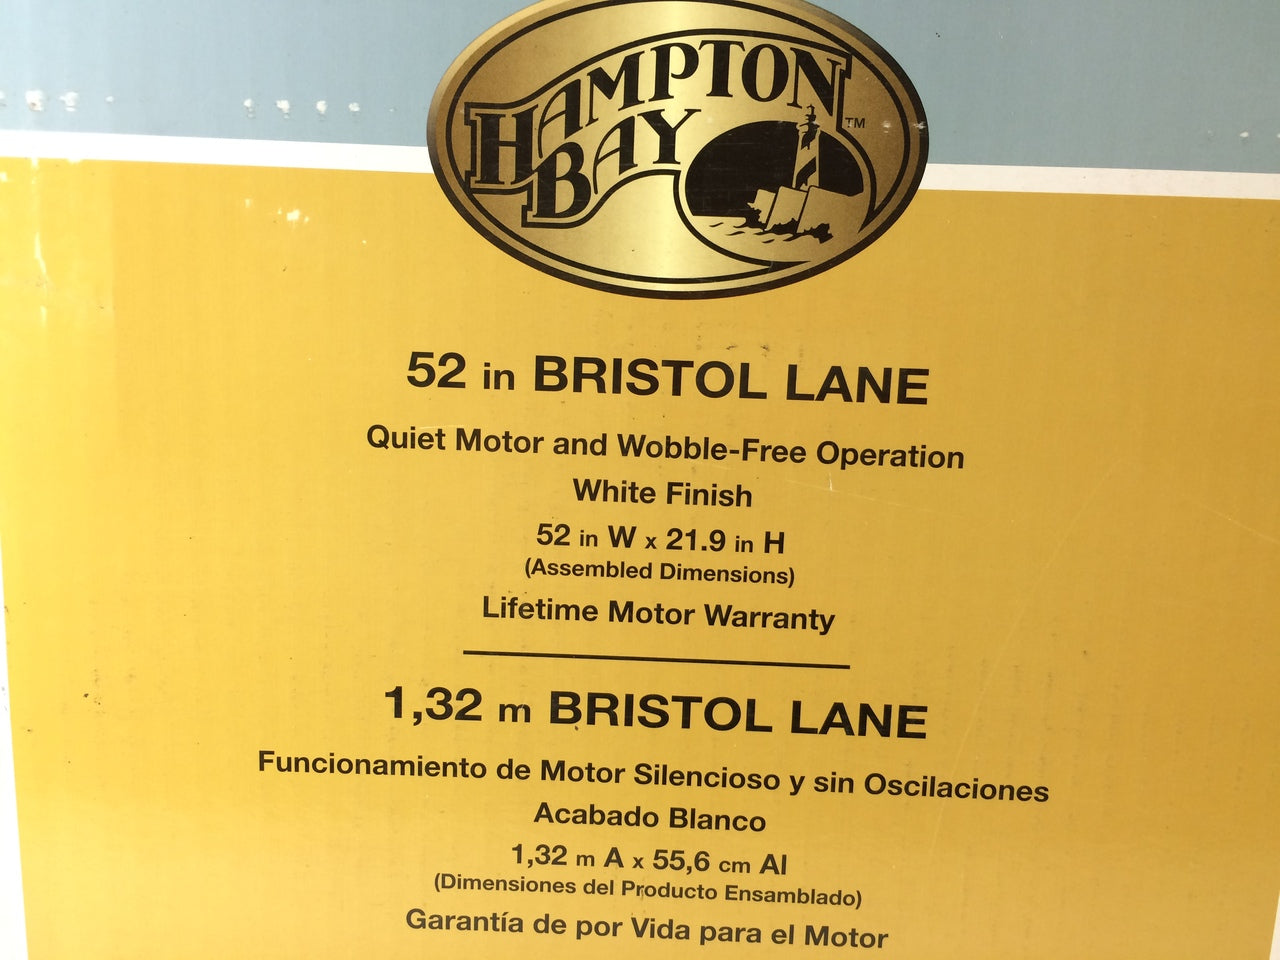 HAMPTON
BAY
TM
52 in BRISTOL LANE
Quiet Motor and Wobble-Free Operation
White Finish
52 in W x 21.9 in H
(Assembled Dimensions)
Lifetime Motor Warranty
1,32 m BRISTOL LANE
Funcionamiento de Motor Silencioso y sin Oscilaciones
Acabado Blanco
1,32 m A x 55,6 cm Al
(Dimensiones del Producto Ensamblado)
Garantía de por Vida para el Motor